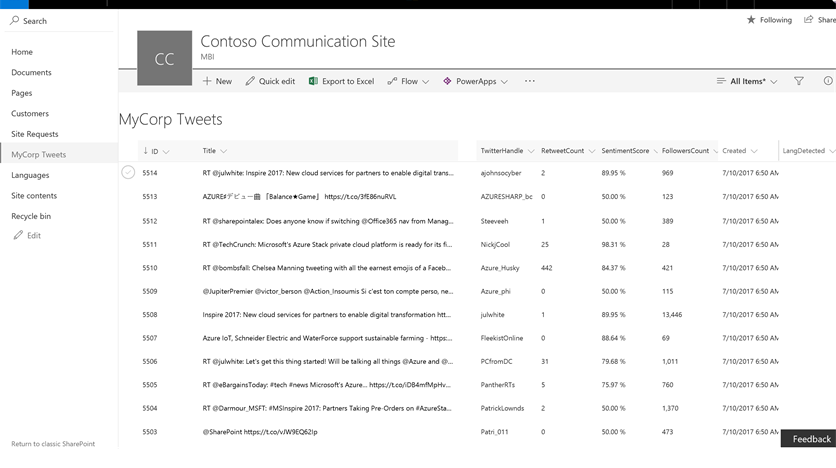 Search
Following
Share
Home
Documents
Pages
Customers
Site Requests
MyCorp Tweets
Languages
Site contents
Recycle bin
Edit
Return to classic SharePoint
CC
Contoso Communication Site
MBI
New Quick edit Export to Excel Flow PowerApps ··· All Items*
MyCorp Tweets
ID Title TwitterHandle RetweetCount SentimentScore FollowersCount Created LangDetected
5514 RT @julwhite: Inspire 2017: New cloud services for partners to enable digital trans... ajohnsocyber 2 89.95 % 969 7/10/2017 6:50 AM
5513 AZUREデビュー曲 『Balance★Game』 https://t.co/3fE86nuRVL AZURESHARP_bc 0 50.00 % 123 7/10/2017 6:50 AM
5512 RT @sharepointalex: Does anyone know if switching @Office365 nav from Manag... Steveeh 1 50.00 % 389 7/10/2017 6:50 AM
5511 RT @TechCrunch: Microsoft's Azure Stack private cloud platform is ready for its fi... NickjCool 25 98.31 % 28 7/10/2017 6:50 AM
5510 RT @bombsfall: Chelsea Manning tweeting with all the earnest emojis of a Faceb... Azure_Husky 442 84.37 % 421 7/10/2017 6:50 AM
5509 @JupiterPremier @victor_berson @Action_Insoumis Si c'est ton compte perso, ne... Azure_phi 0 50.00 % 115 7/10/2017 6:50 AM
5508 Inspire 2017: New cloud services for partners to enable digital transformation htt... julwhite 1 89.95 % 13,446 7/10/2017 6:50 AM
5507 Azure IoT, Schneider Electric and WaterForce support sustainable farming - https:... FleekistOnline 0 88.64 % 69 7/10/2017 6:50 AM
5506 RT @julwhite: Let's get this thing started! Will be talking all things @Azure and @... PCfromDC 31 79.68 % 1,011 7/10/2017 6:50 AM
5505 RT @eBargainsToday: #tech #news Microsoft's Azure... https://t.co/iDB4mfMpHv... PantherRTs 5 75.97 % 760 7/10/2017 6:50 AM
5504 RT @Darmour_MSFT: #MSInspire 2017: Partners Taking Pre-Orders on #AzureSta... PatrickLownds 2 50.00 % 1,370 7/10/2017 6:50 AM
5503 @SharePoint https://t.co/vJW9EQ62Ip Patri_011 0 50.00 % 473 7/10/2017 6:50 AM
Feedback